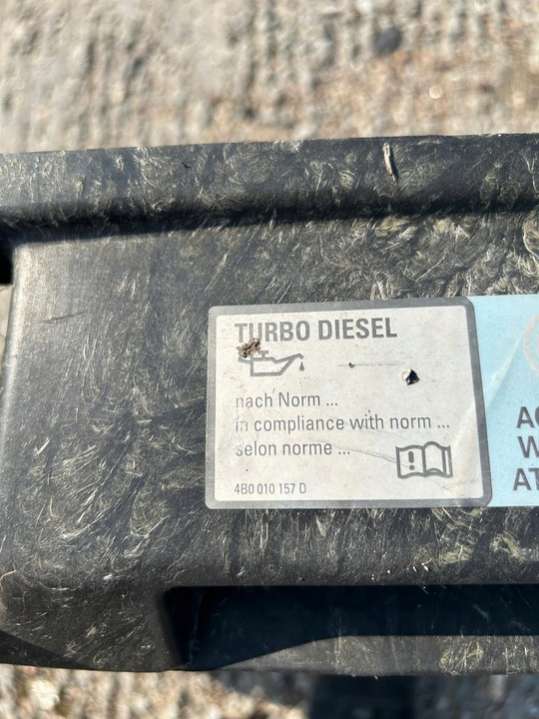 TURBO DIESEL
nach Norm ...
in compliance with norm ...
selon norme ...
4B0 010 157 D